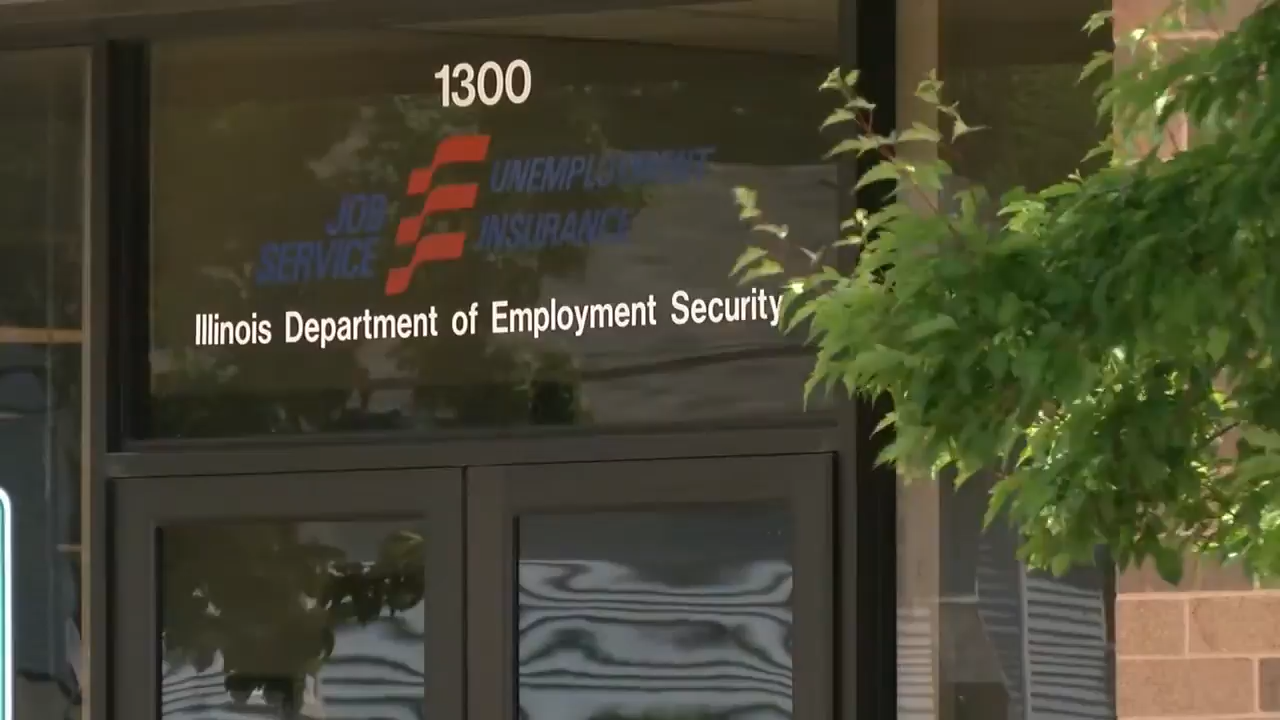 1300
UNEMPLOYMENT
JOB
INSURANCE
SERVICE
Illinois Department of Employment Security